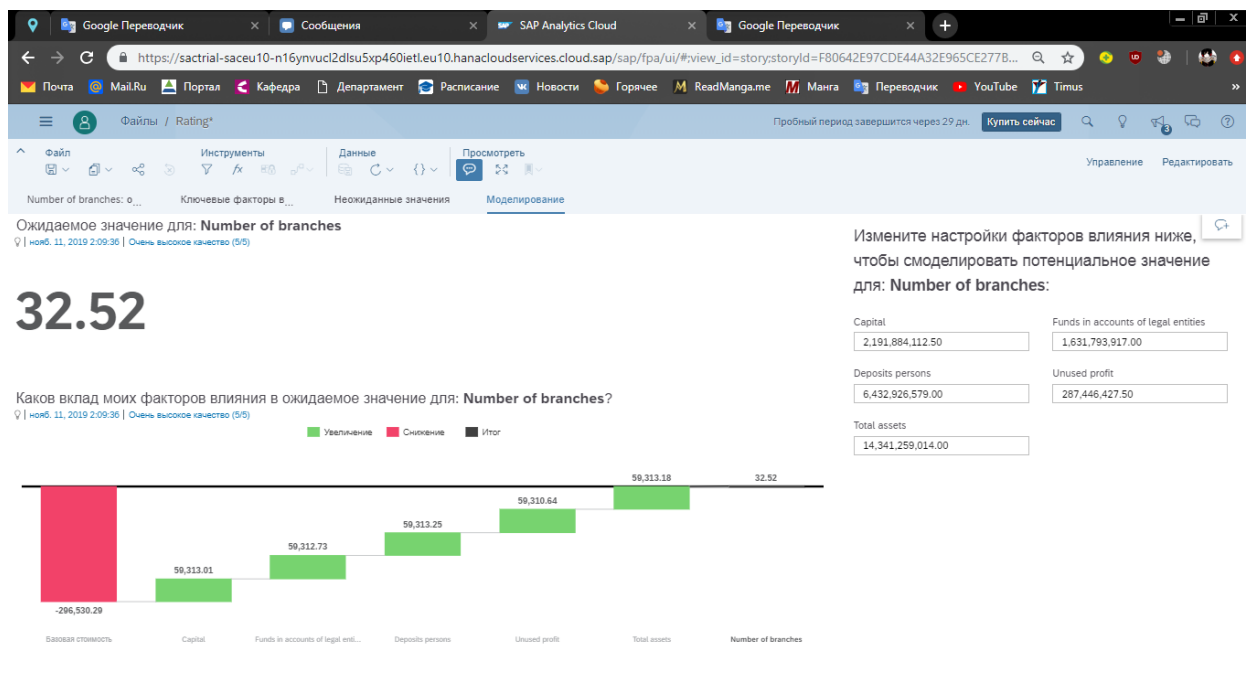 Google Переводчик
Сообщения
SAP Analytics Cloud
Google Переводчик
https://sactrial-saceu10-n16ynvucl2dlsu5xp460ietl.eu10.hanacloudservices.cloud.sap/sap/fpa/ui/#;view_id=story;storyId=F80642E97CDE44A32E965CE277B...
Почта @ Mail.Ru Портал Кафедра Департамент Расписание Новости Горячее ReadManga.me Манга Переводчик YouTube Timus »
Файлы / Rating*
Пробный период завершится через 29 дн. Купить сейчас 3
Файл Инструменты Данные Просмотреть
Управление Редактировать
Number of branches: о... Ключевые факторы в... Неожиданные значения Моделирование
Ожидаемое значение для: Number of branches
нояб. 11, 2019 2:09:36 | Очень высокое качество (5/5)
32.52
Каков вклад моих факторов влияния в ожидаемое значение для: Number of branches?
нояб. 11, 2019 2:09:36 | Очень высокое качество (5/5)
Увеличение Снижение Итог
59,313.18 32.52
59,310.64
59,313.25
59,312.73
59,313.01
-296,530.29
Базовая стоимость Capital Funds in accounts of legal enti... Deposits persons Unused profit Total assets Number of branches
Измените настройки факторов влияния ниже,
чтобы смоделировать потенциальное значение
для: Number of branches:
Capital Funds in accounts of legal entities
2,191,884,112.50 1,631,793,917.00
Deposits persons Unused profit
6,432,926,579.00 287,446,427.50
Total assets
14,341,259,014.00